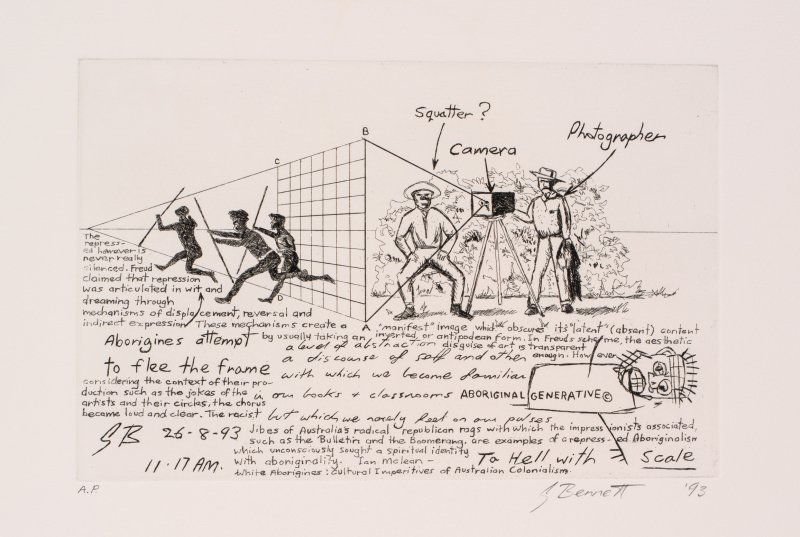 Squatter?
Camera
Photographer
B
C
The
repress-
ed however is
never really
silenced. Freud
claimed that repression
was articulated in wit and
dreaming through
mechanisms of displacement, reversal and
indirect expression. These mechanisms create a
D
A "manifest" image which obscures its "latent" (absent) content
by usually taking an inverted, or antipodean form. In Freud's scheme, the aesthetic
disguise of art is transparent
enough. However
Aborigines attempt
to flee the frame
a level of abstraction
a discourse of self and other
with which we become familiar
in our books + classrooms
but which we rarely feel on our pulses
considering the context of their pro-
duction such as the jokes of the
artists and their circles, the chorus
became loud and clear. The racist
ABORIGINAL GENERATIVE©
GB 26-8-93
11.17 AM.
Jibes of Australia's radical republican rags with which the impressionists associated,
such as the Bulletin and the Boomerang, are examples of a repress-ed Aboriginalism
which unconsciously sought a spirited identity
with aboriginality. Ian Mclean -
White Aborigines: Cultural Imperitives of Australian Colonialism.
To Hell with Scale
A.P
G Bennett '93